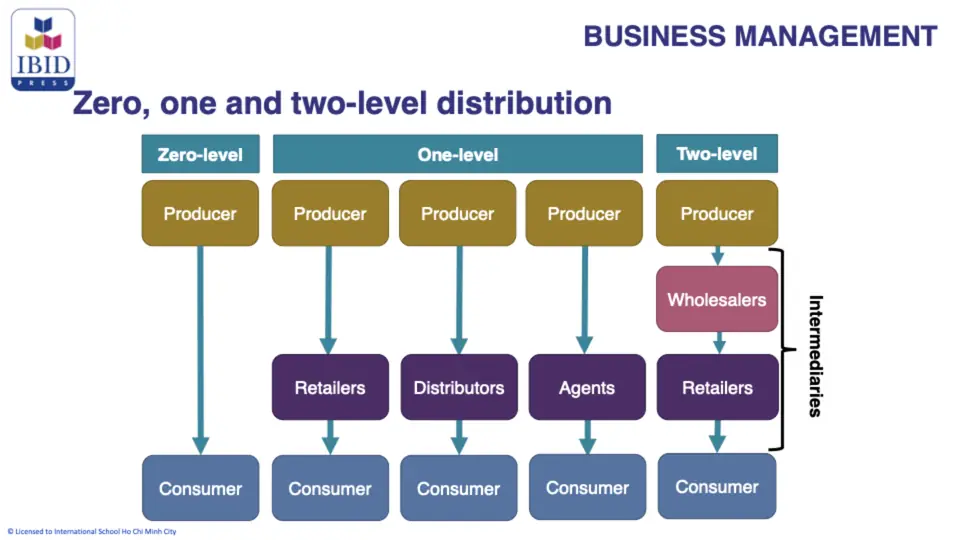 IBID
PRESS
BUSINESS MANAGEMENT
Zero, one and two-level distribution
Zero-level
One-level
Two-level
Producer
Producer
Producer
Producer
Producer
Wholesalers
Intermediaries
Retailers
Distributors
Agents
Retailers
Consumer
Consumer
Consumer
Consumer
Consumer
© Licensed to International School Ho Chi Minh City